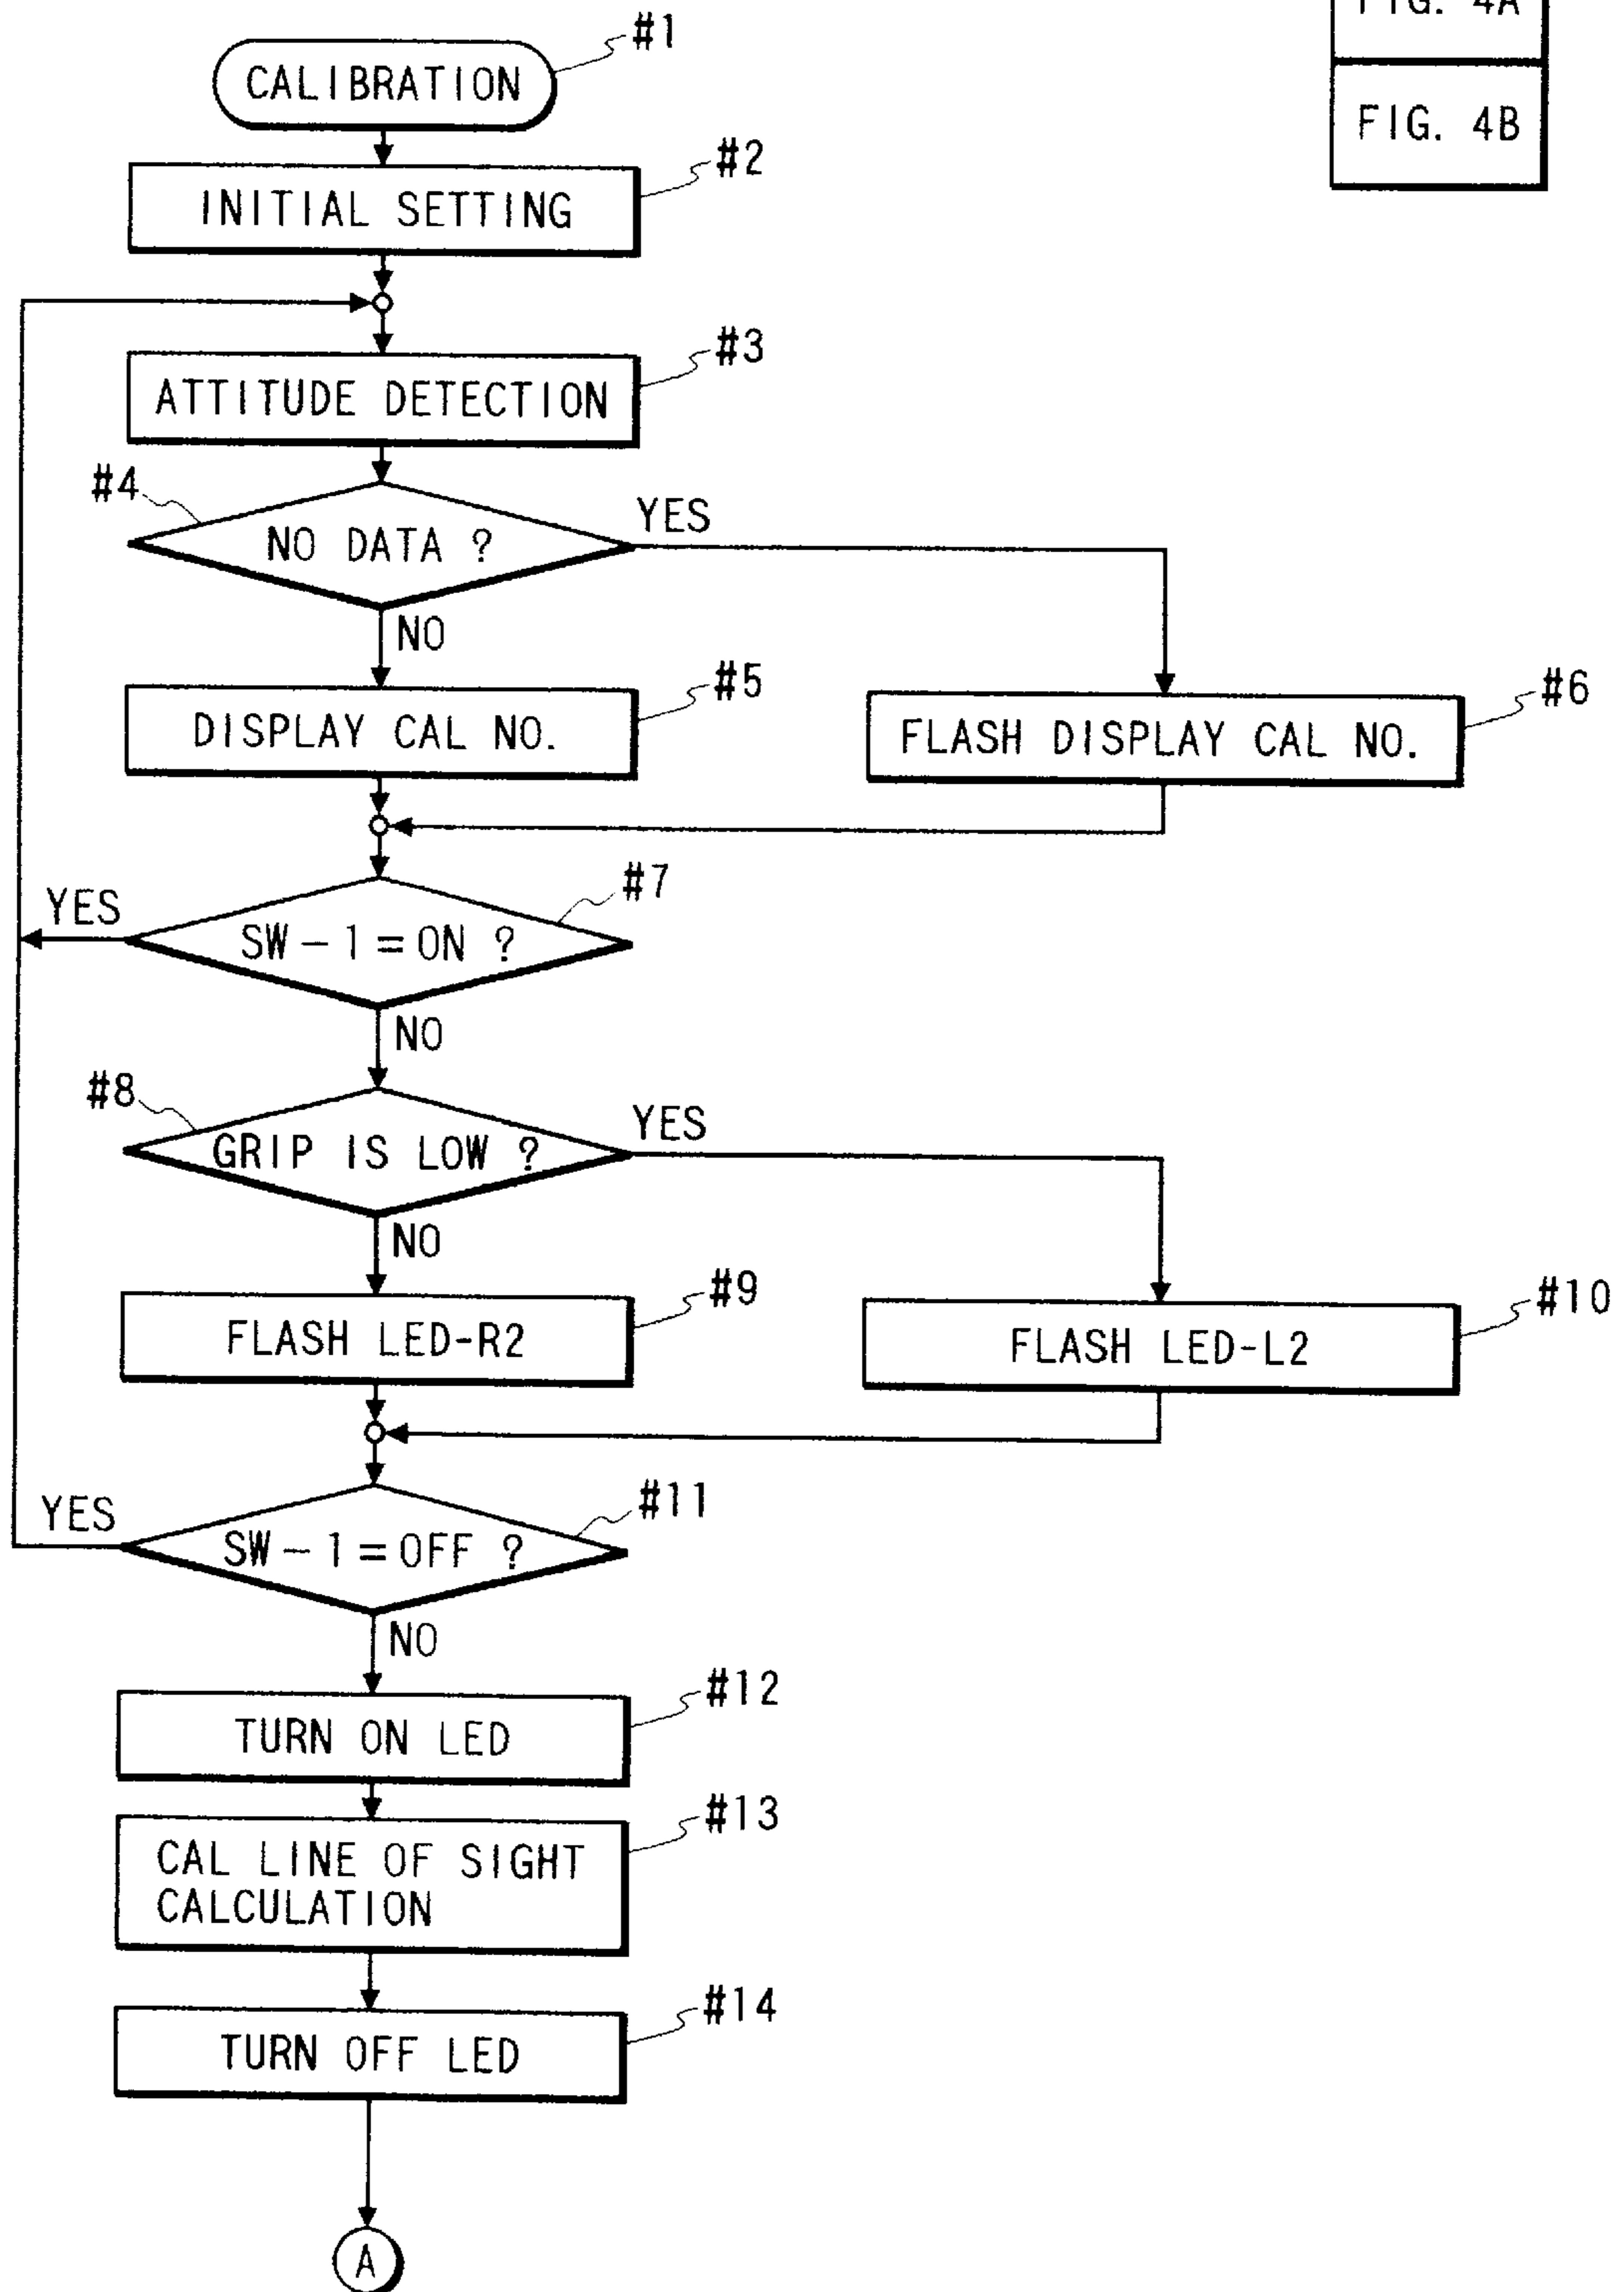 FIG. 4A
FIG. 4B
#1
CALIBRATION
#2
INITIAL SETTING
#3
ATTITUDE DETECTION
#4
NO DATA ?
YES
NO
#5
DISPLAY CAL NO.
#6
FLASH DISPLAY CAL NO.
#7
YES
SW-1=ON ?
NO
#8
GRIP IS LOW ?
YES
NO
#9
FLASH LED-R2
#10
FLASH LED-L2
#11
YES
SW-1=OFF ?
NO
#12
TURN ON LED
#13
CAL LINE OF SIGHT
CALCULATION
#14
TURN OFF LED
A